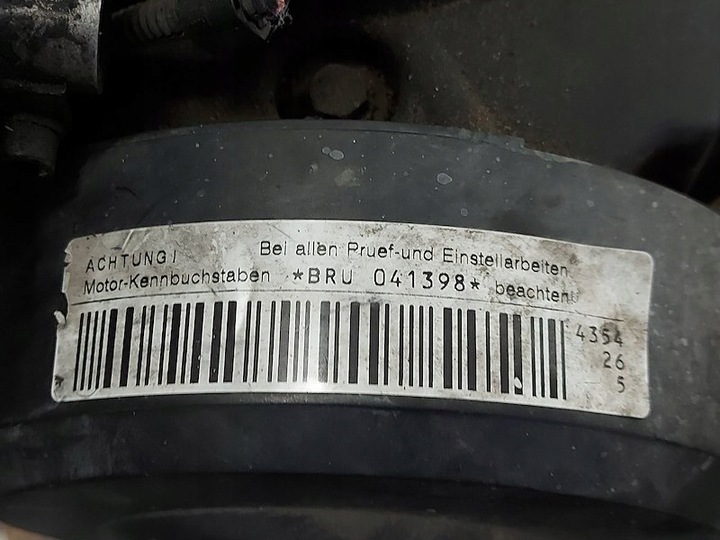 ACHTUNG! Bei allen Pruef-und Einstellarbeiten
Motor-Kennbuchstaben *BRU 041398* beachten!
4354
26
5